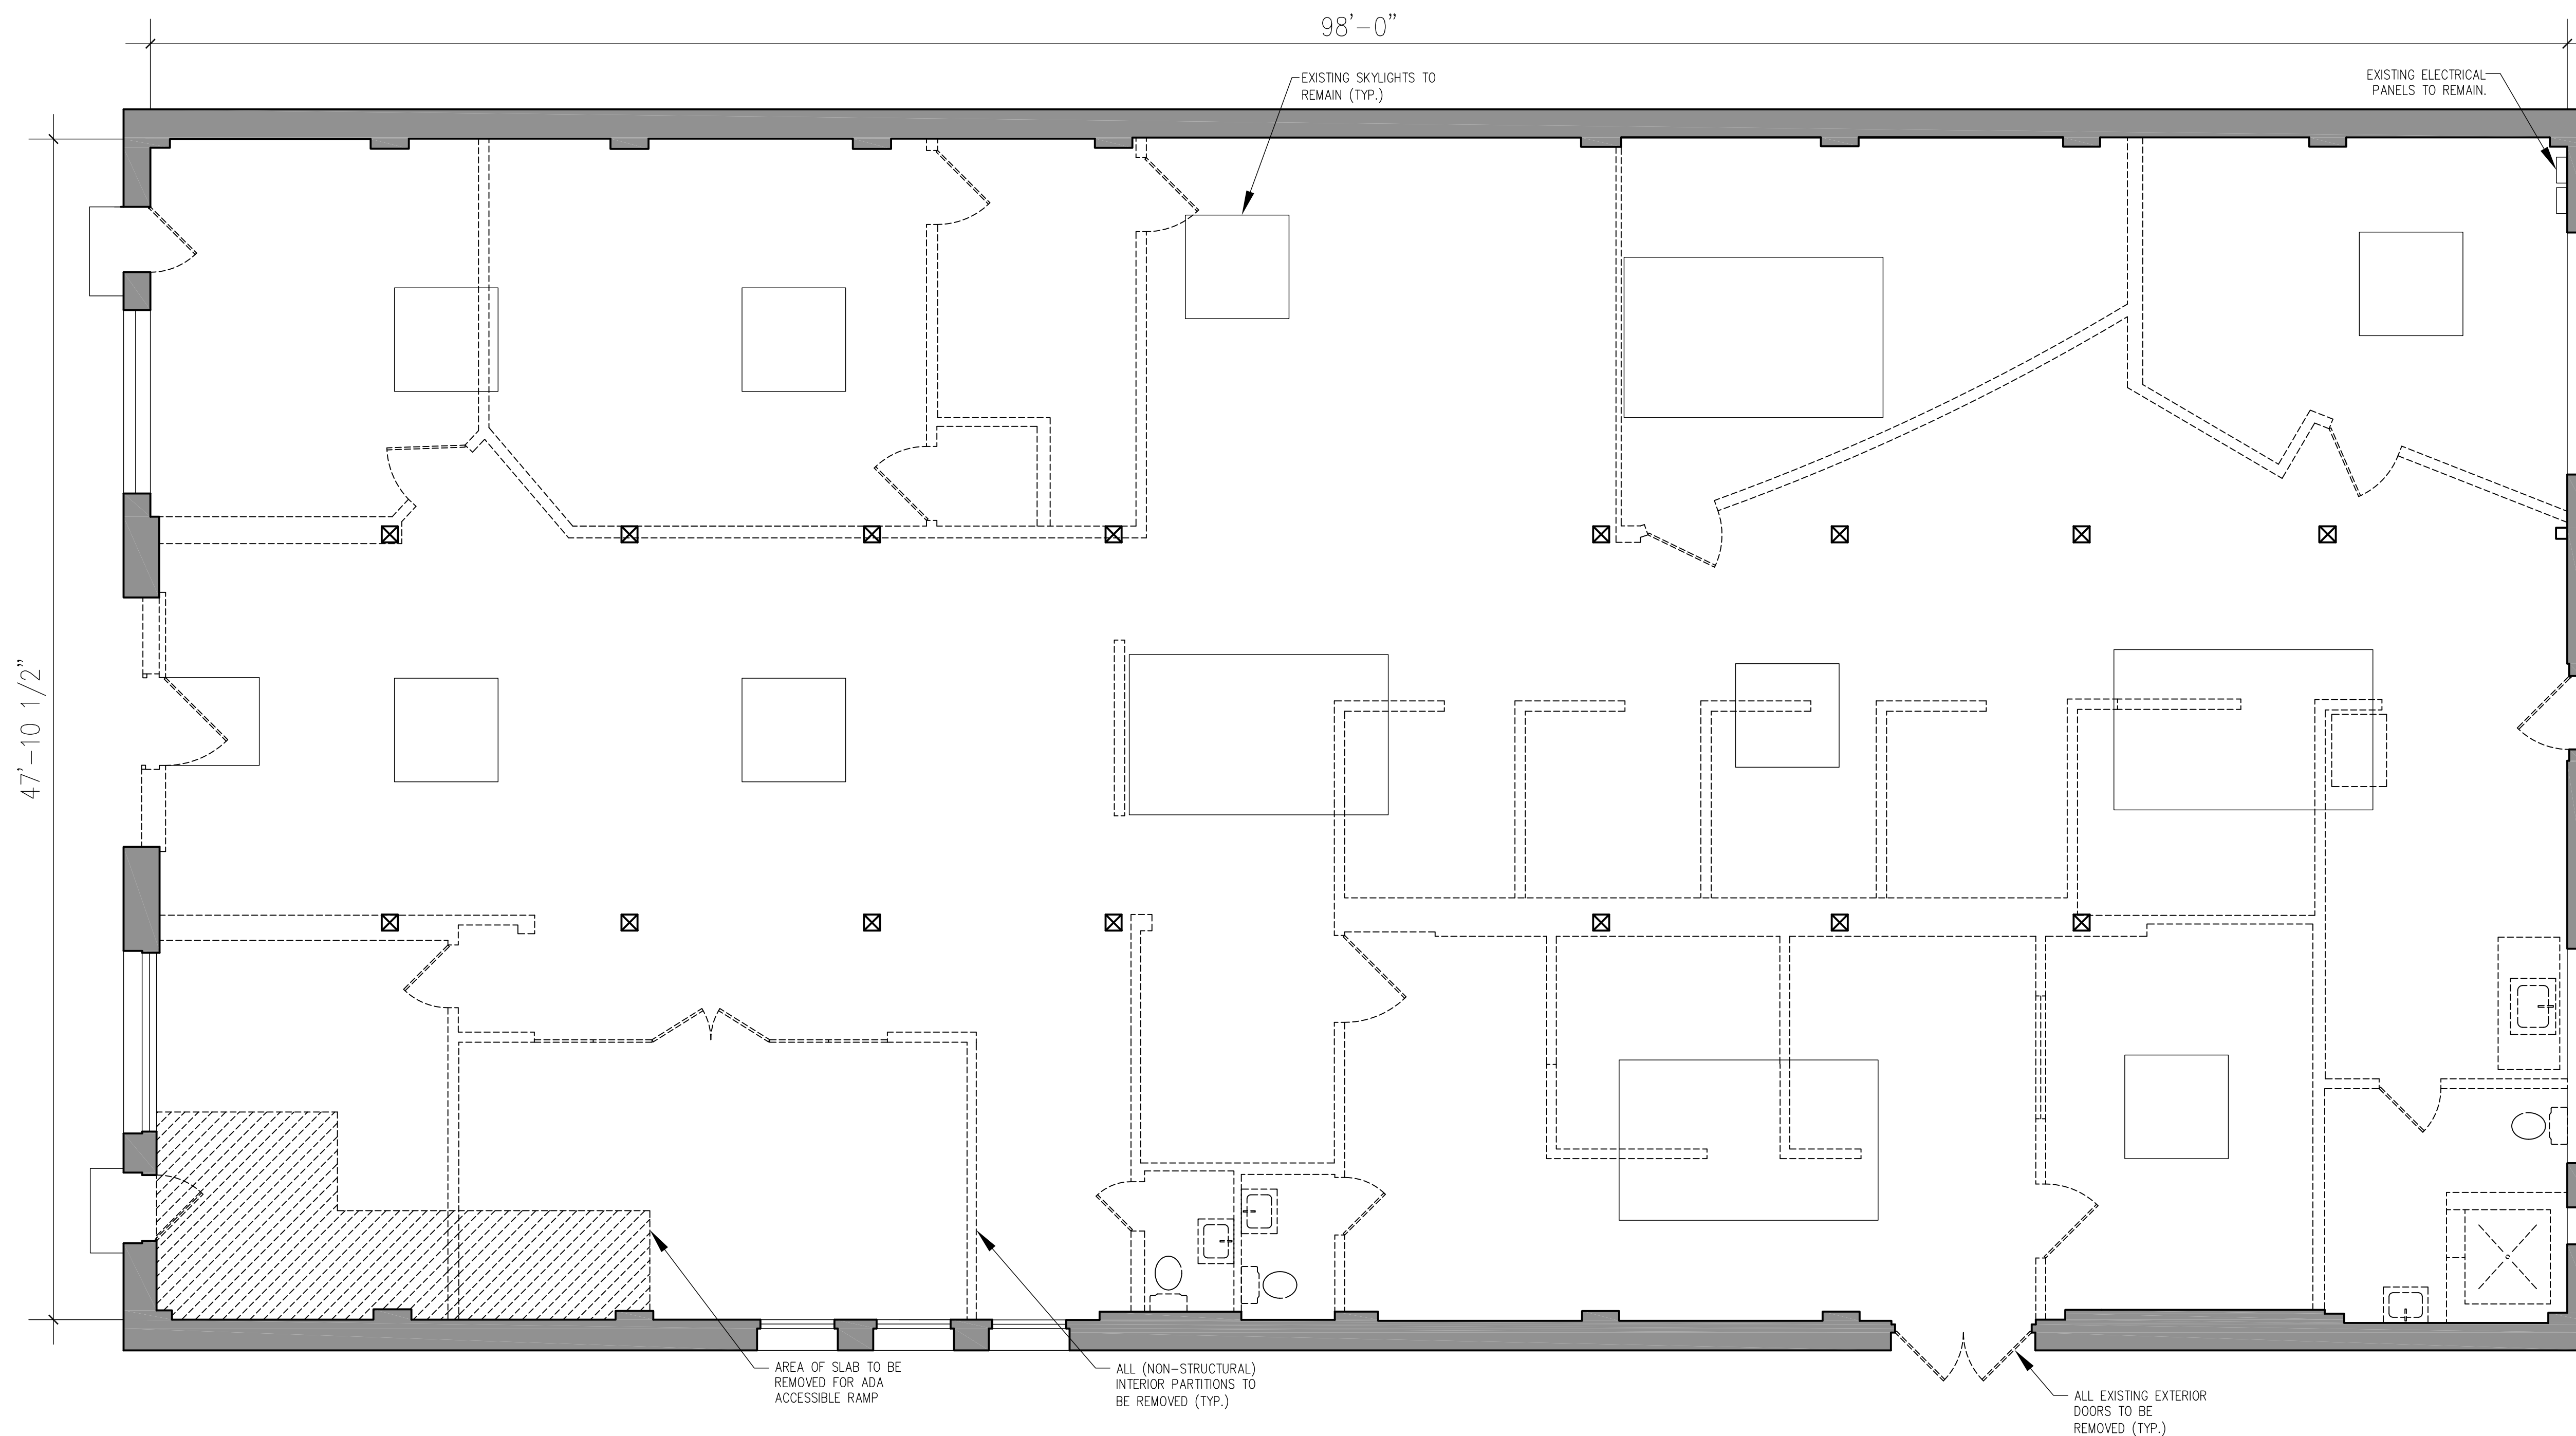 98'-0"
EXISTING SKYLIGHTS TO
REMAIN (TYP.)
EXISTING ELECTRICAL
PANELS TO REMAIN.
47'-10 1/2"
AREA OF SLAB TO BE
REMOVED FOR ADA
ACCESSIBLE RAMP
ALL (NON-STRUCTURAL)
INTERIOR PARTITIONS TO
BE REMOVED (TYP.)
ALL EXISTING EXTERIOR
DOORS TO BE
REMOVED (TYP.)